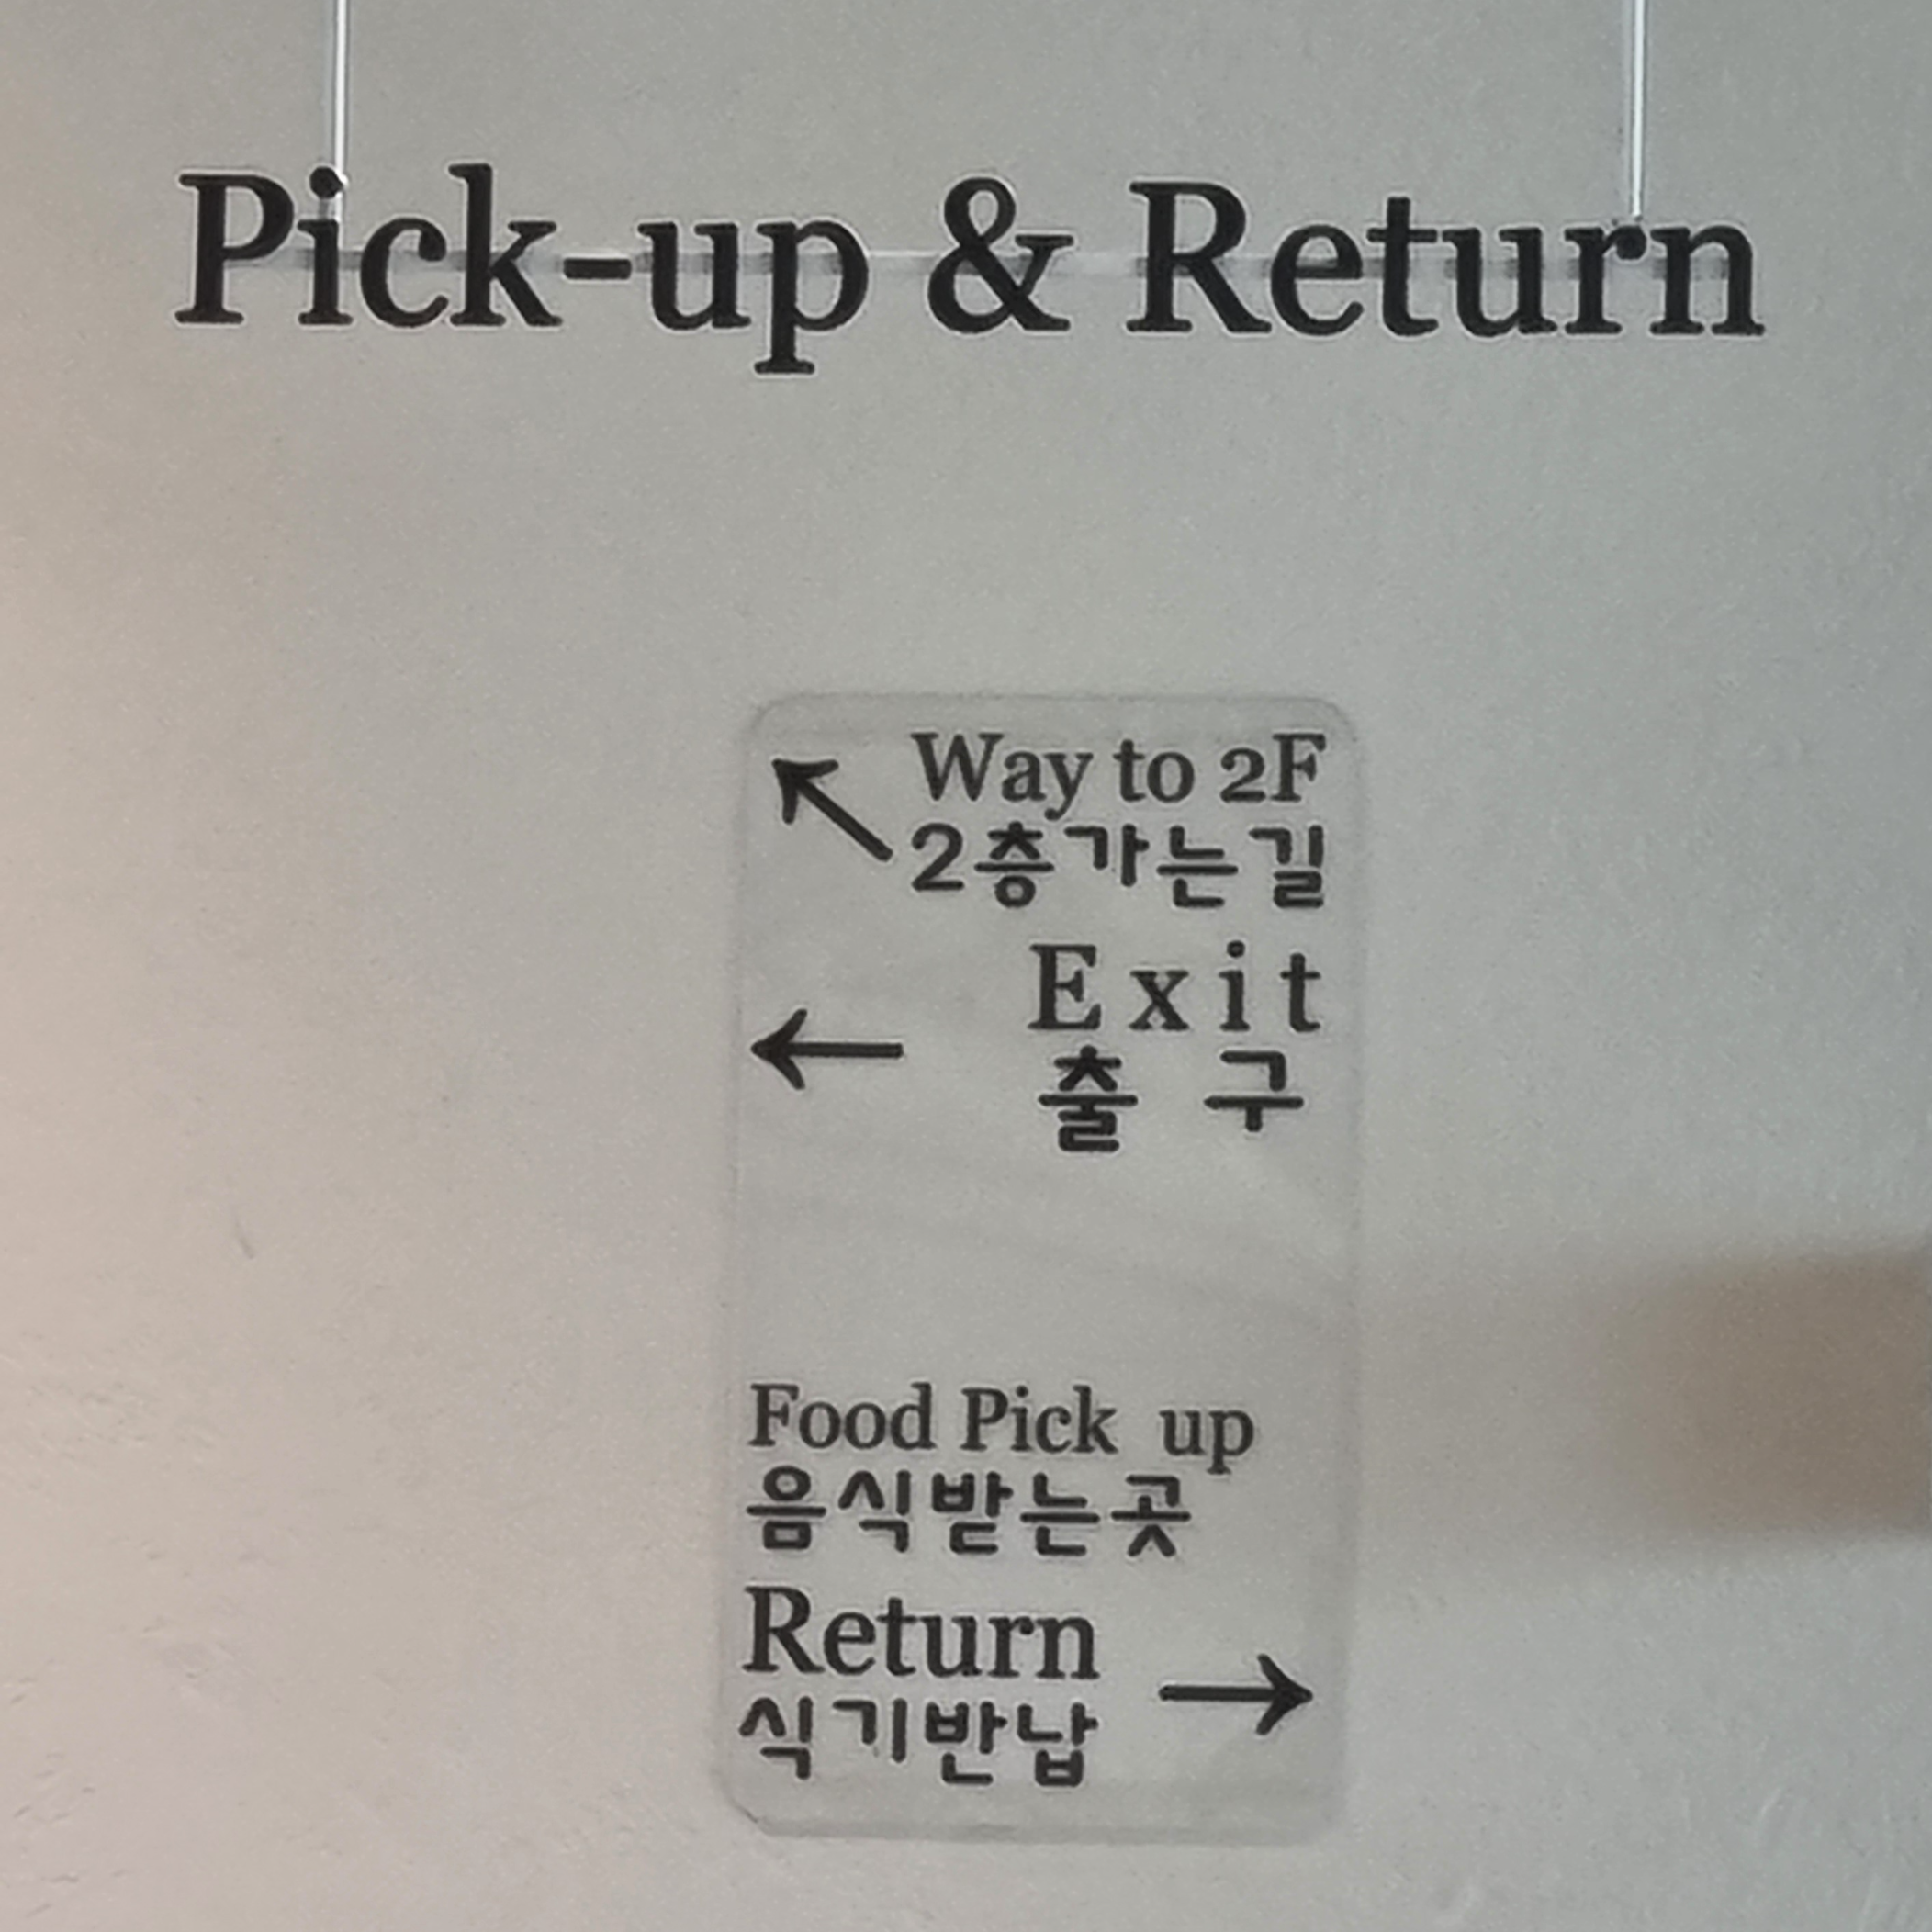 Pick-up & Return
Way to 2F
2층가는길
Exit
출 구
Food Pick up
음식받는곳
Return
식기반납